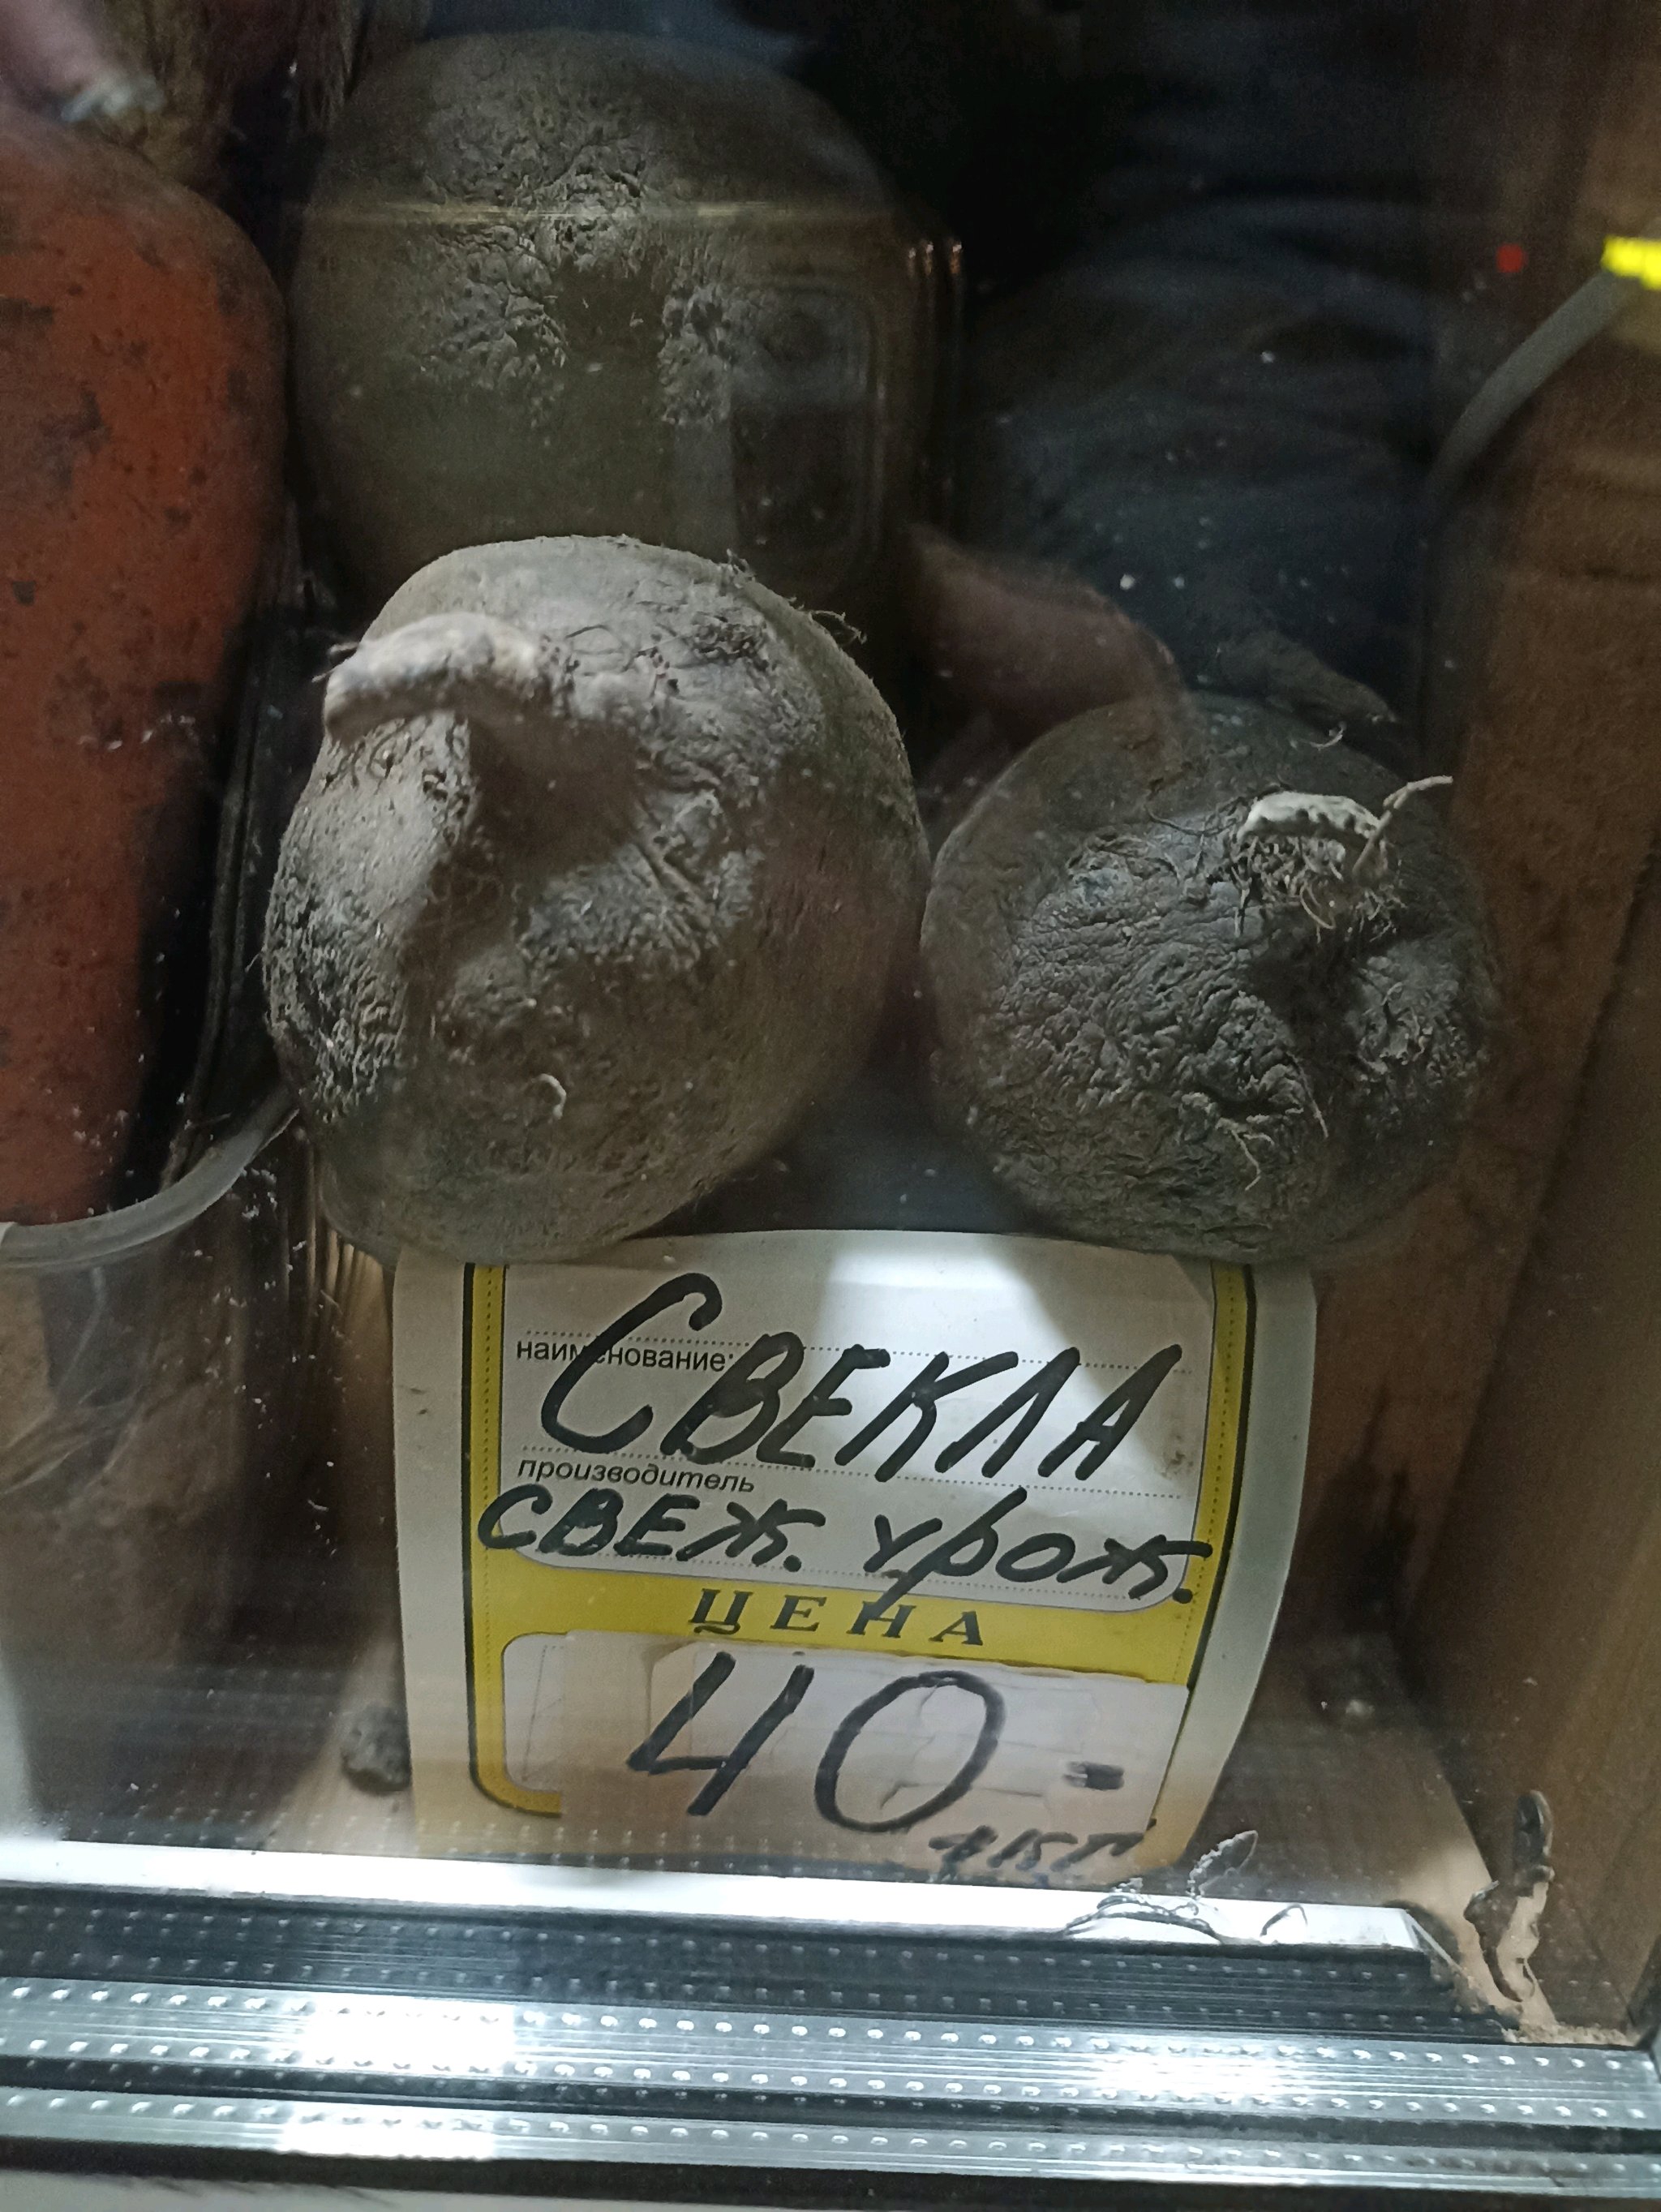 наименование:
СВЕКЛА
производитель
СВЕЖ. УРОЖ.
ЦЕНА
40-